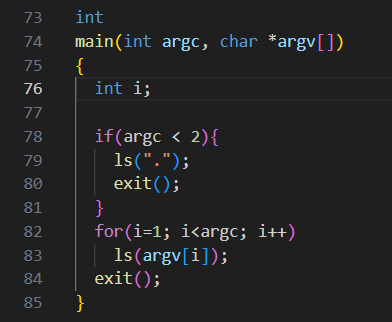 73 int
74 main(int argc, char *argv[])
75 {
76   int i;
77
78   if(argc < 2){
79     ls(".");
80     exit();
81   }
82   for(i=1; i<argc; i++)
83     ls(argv[i]);
84   exit();
85 }